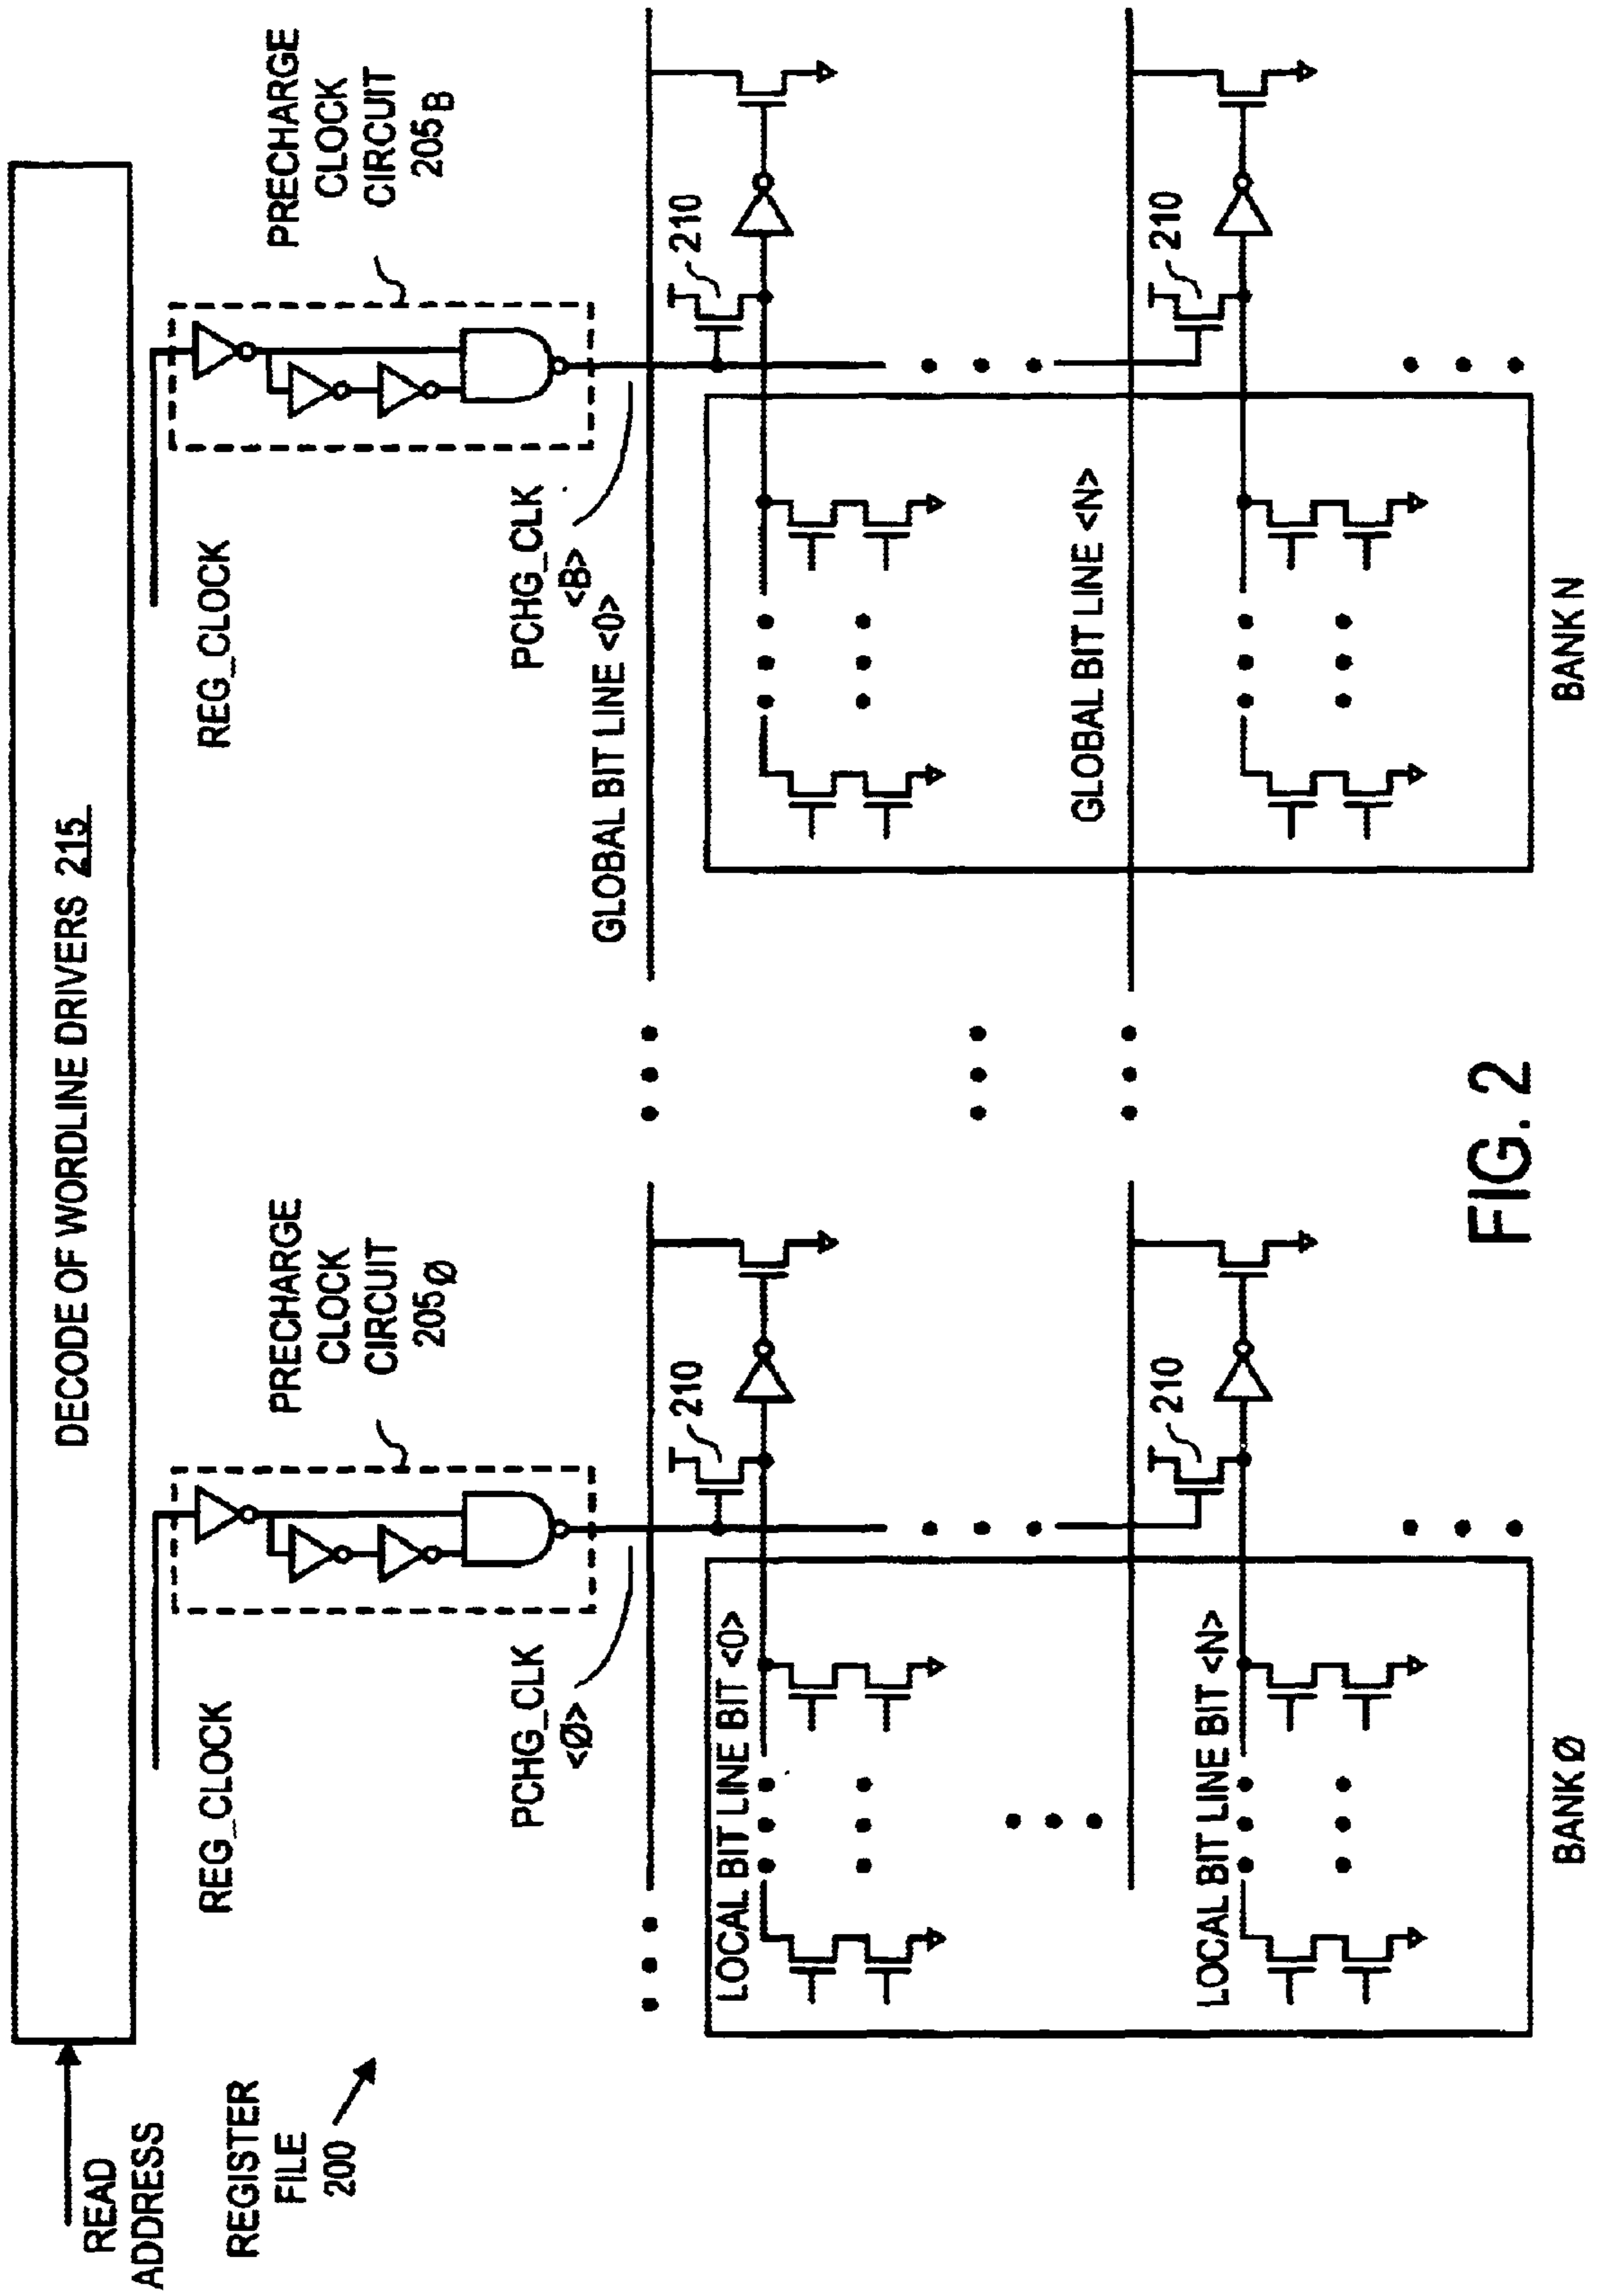 READ
ADDRESS
DECODE OF WORDLINE DRIVERS 215
REGISTER
FILE
200
REG_CLOCK
PRECHARGE
CLOCK
CIRCUIT
205Ø
REG_CLOCK
PRECHARGE
CLOCK
CIRCUIT
205B
PCHG_CLK
<Ø>
PCHG_CLK
<B>
GLOBAL BIT LINE <0>
210
210
LOCAL BIT LINE BIT <0>
GLOBAL BIT LINE <N>
210
210
LOCAL BIT LINE BIT <N>
BANK Ø
BANK N
FIG. 2